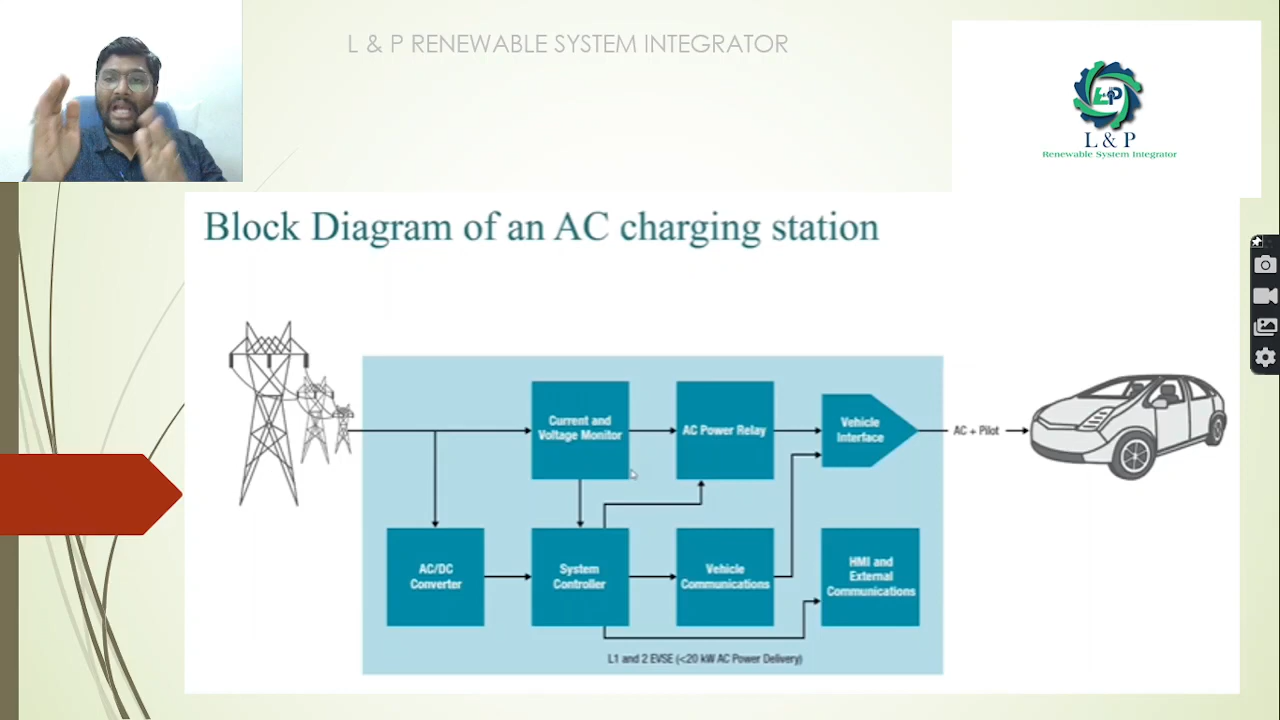 L & P RENEWABLE SYSTEM INTEGRATOR
L&P
L & P
Renewable System Integrator
Block Diagram of an AC charging station
Current and
Voltage Monitor
AC Power Relay
Vehicle
Interface
AC + Pilot
AC/DC
Converter
System
Controller
Vehicle
Communications
HMI and
External
Communications
L1 and 2 EVSE (<20 kW AC Power Delivery)